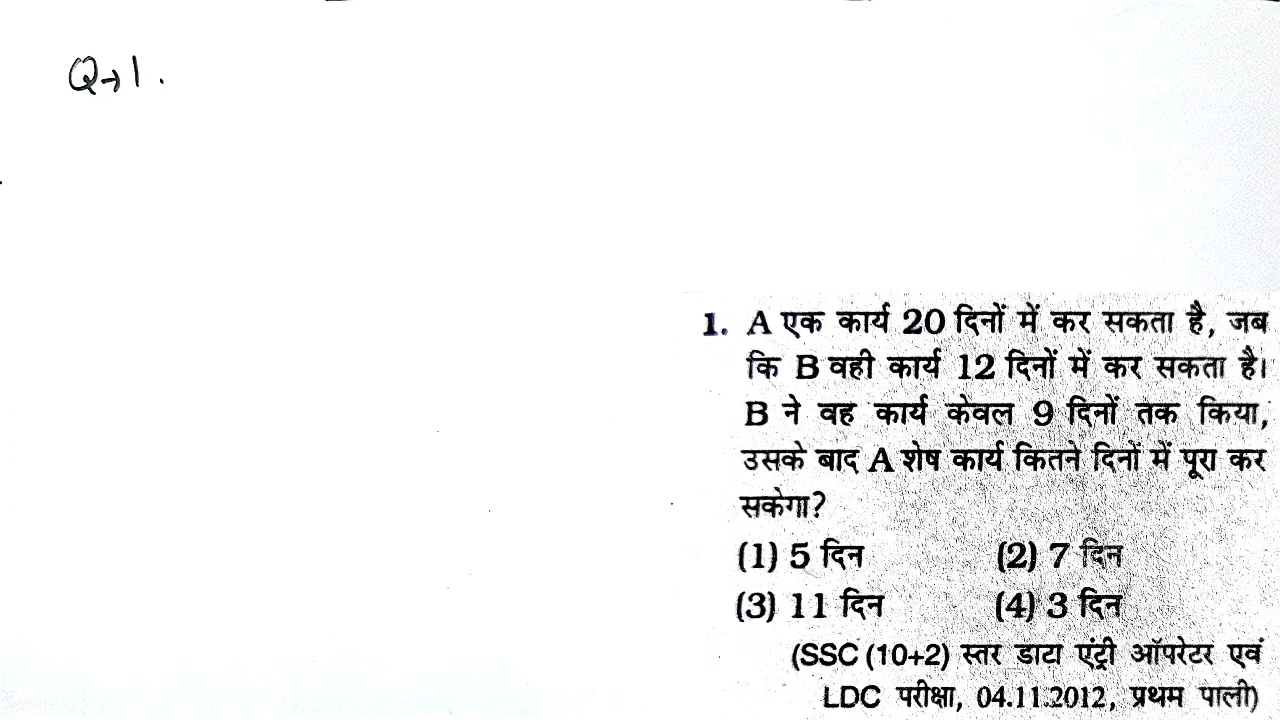 Q→1.
1. A एक कार्य 20 दिनों में कर सकता है, जब
कि B वही कार्य 12 दिनों में कर सकता है।
B ने वह कार्य केवल 9 दिनों तक किया,
उसके बाद A शेष कार्य कितने दिनों में पूरा कर
सकेगा?
(1) 5 दिन (2) 7 दिन
(3) 11 दिन (4) 3 दिन
(SSC (10+2) स्तर डाटा एंट्री ऑपरेटर एवं
LDC परीक्षा, 04.11.2012, प्रथम पाली)